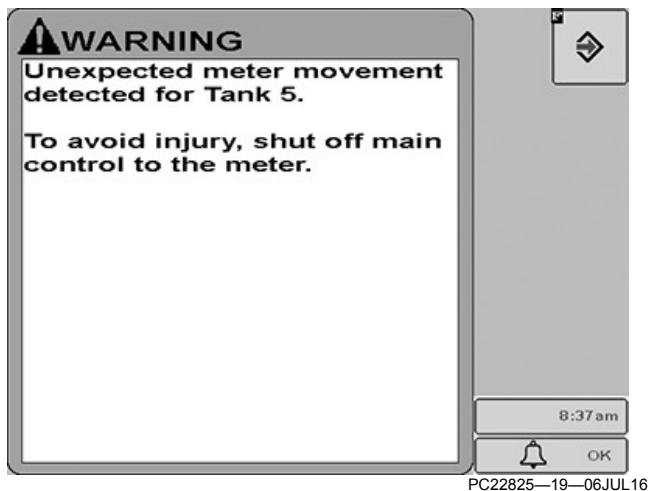 WARNING
Unexpected meter movement
detected for Tank 5.
To avoid injury, shut off main
control to the meter.
8:37am
OK
PC22825—19—06JUL16